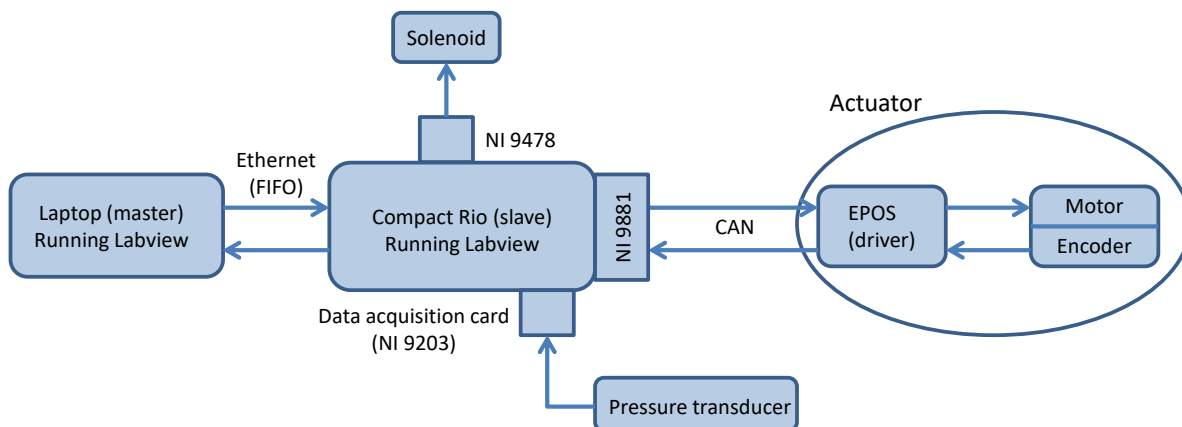 Solenoid
NI 9478
Actuator
Ethernet
(FIFO)
Laptop (master)
Running Labview
Compact Rio (slave)
Running Labview
NI 9881
CAN
EPOS
(driver)
Motor
Encoder
Data acquisition card
(NI 9203)
Pressure transducer